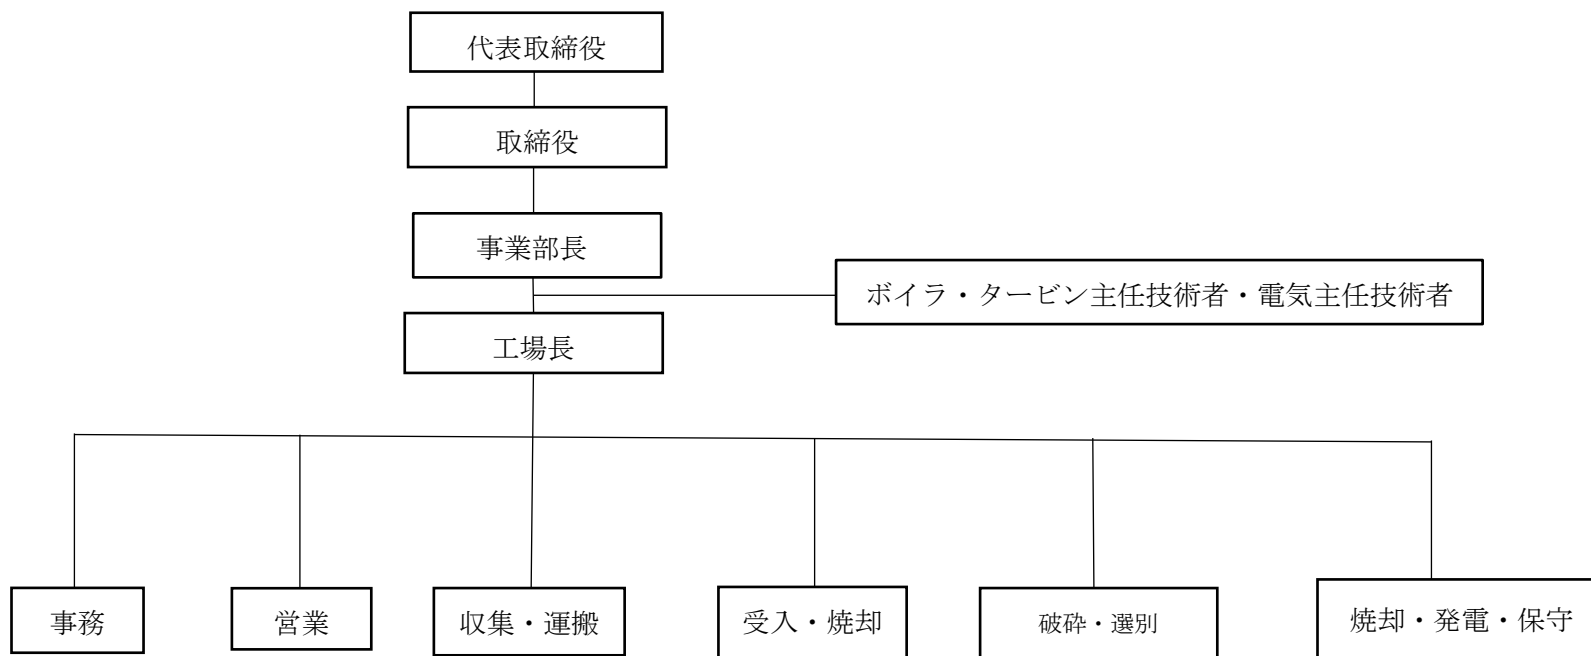 代表取締役
取締役
事業部長
ボイラ・タービン主任技術者・電気主任技術者
工場長
事務
営業
収集・運搬
受入・焼却
破砕・選別
焼却・発電・保守